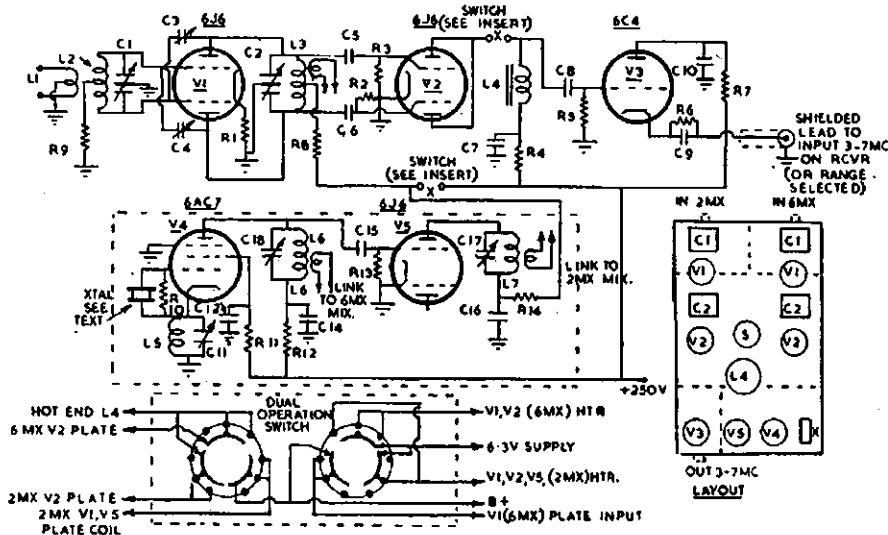 C3
6J6
L2
C1
L1
V1
C4
R9
R1
C2
L3
C5
R3
R2
C6
R8
6J6
V2
SWITCH
(SEE INSERT)
X
L4
C7
R4
SWITCH
(SEE INSERT)
X
C8
R5
6C4
V3
C10
R7
R6
C9
SHIELDED
LEAD TO
INPUT 3-7MC
ON RCVR
(OR RANGE
SELECTED)
6AC7
V4
XTAL
SEE
TEXT
R
10
L5
C11
R11
C18
L6
L6
R12
C14
LINK
TO 6MX
MIX.
C15
R13
6J6
V5
C17
L7
C16
R14
LINK TO
2MX MIX.
+250V
DUAL
OPERATION
SWITCH
HOT END L4
6 MX V2 PLATE
2MX V2 PLATE
2MX V1, V5
PLATE COIL
V1, V2 (6MX) HTR
6·3V SUPPLY
V1, V2, V5, (2MX) HTR.
B+
V1 (6MX) PLATE INPUT
IN 2MX
IN 6MX
C1
C1
V1
V1
C2
C2
V2
S
V2
L4
V3
V5
V4
X
OUT 3-7MC
LAYOUT